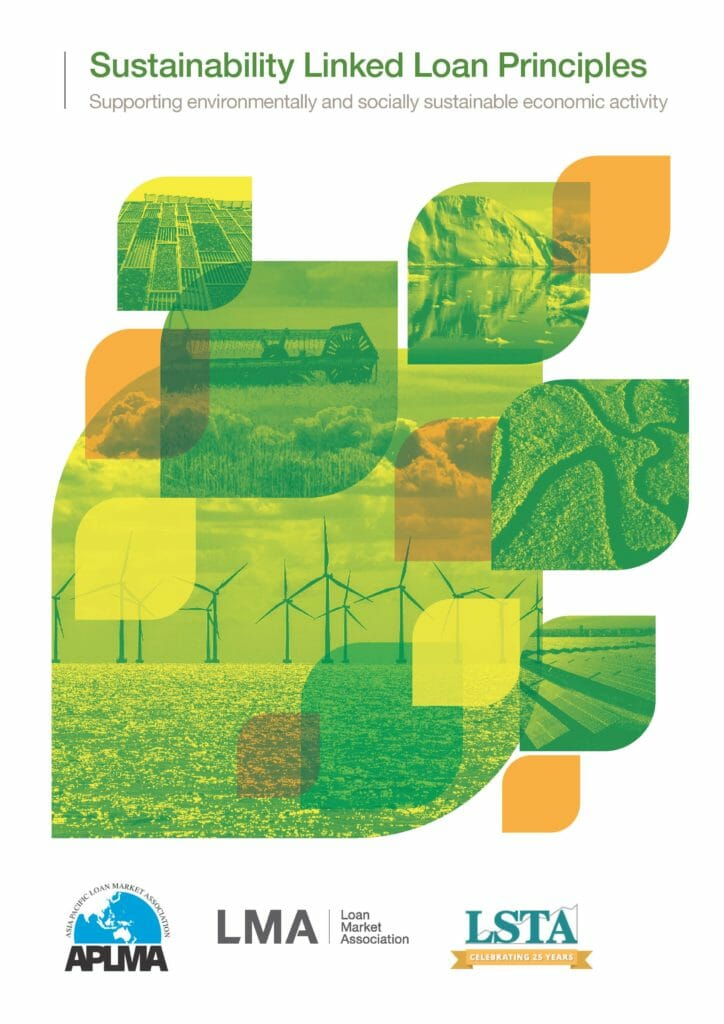 Sustainability Linked Loan Principles
Supporting environmentally and socially sustainable economic activity
ASIA PACIFIC LOAN MARKET ASSOCIATION
APLMA
LMA
Loan
Market
Association
LSTA
CELEBRATING 25 YEARS